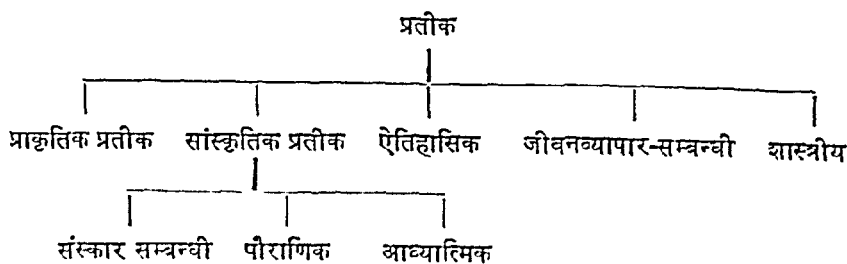 प्रतीक
प्राकृतिक प्रतीक सांस्कृतिक प्रतीक ऐतिहासिक जीवनव्यापार-सम्बन्धी शास्त्रीय
संस्कार सम्बन्धी पौराणिक आध्यात्मिक